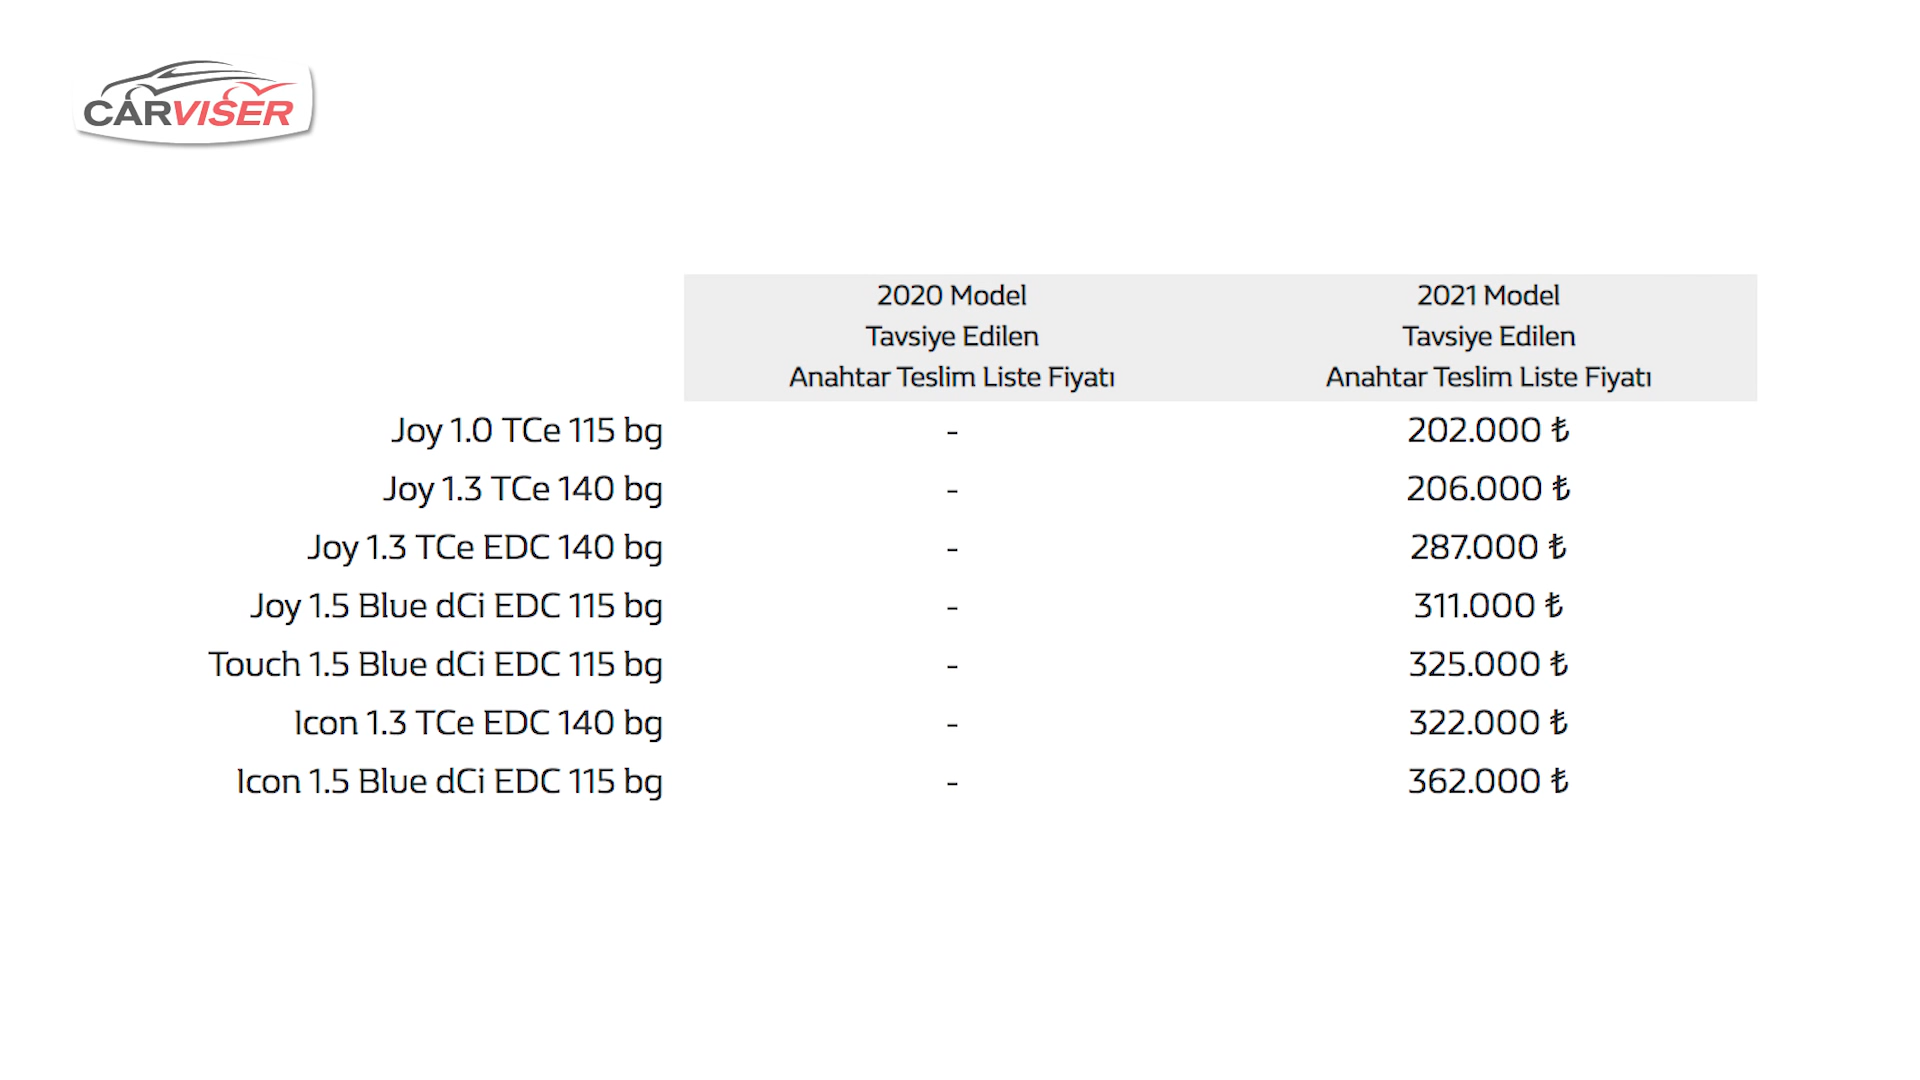 CARVISER
2020 Model 2021 Model
Tavsiye Edilen Tavsiye Edilen
Anahtar Teslim Liste Fiyatı Anahtar Teslim Liste Fiyatı
Joy 1.0 TCe 115 bg - 202.000 ₺
Joy 1.3 TCe 140 bg - 206.000 ₺
Joy 1.3 TCe EDC 140 bg - 287.000 ₺
Joy 1.5 Blue dCi EDC 115 bg - 311.000 ₺
Touch 1.5 Blue dCi EDC 115 bg - 325.000 ₺
Icon 1.3 TCe EDC 140 bg - 322.000 ₺
Icon 1.5 Blue dCi EDC 115 bg - 362.000 ₺